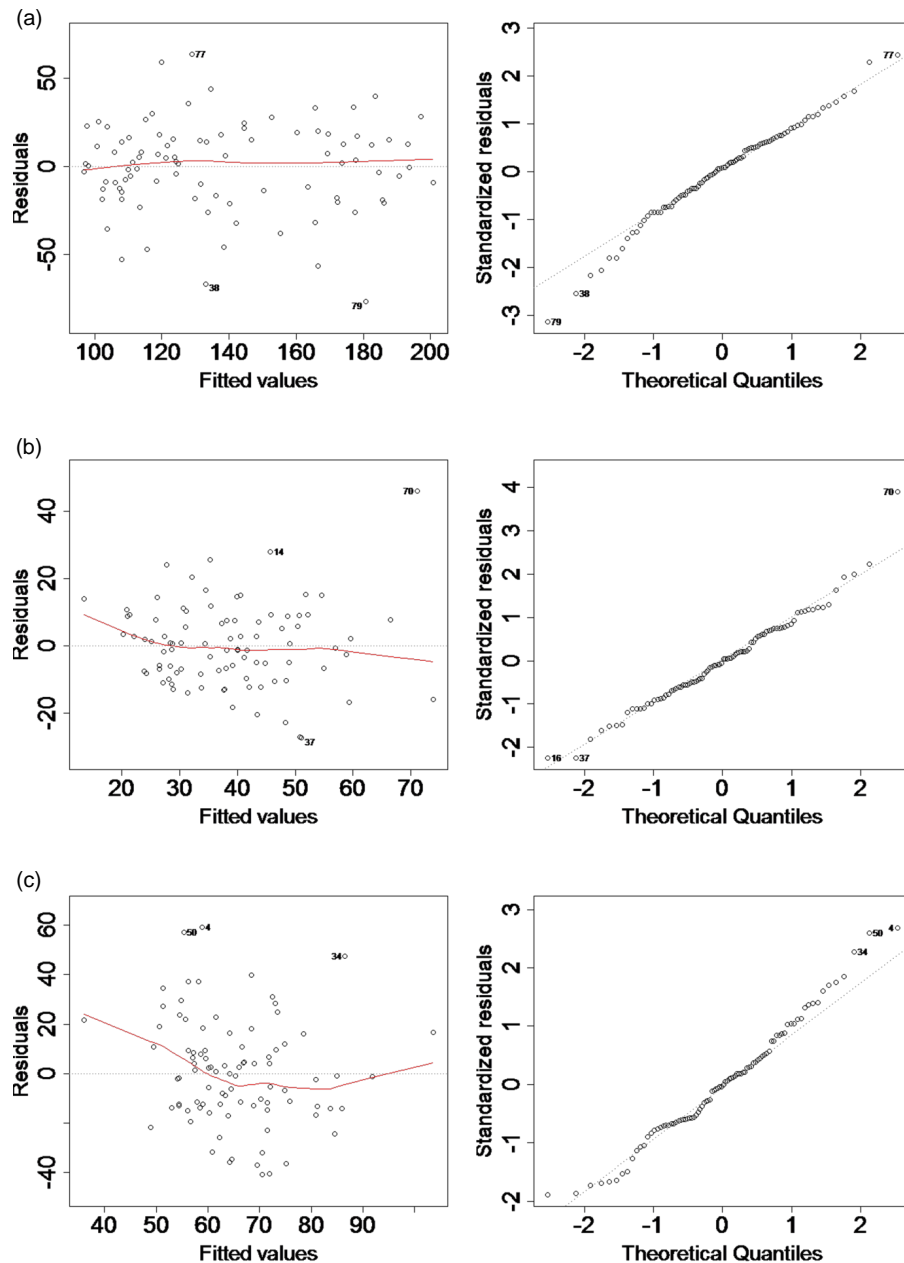 (a)
Residuals
50
0
-50
77
38
79
100 120 140 160 180 200
Fitted values
Standardized residuals
3
2
1
0
-1
-2
-3
77
38
79
-2 -1 0 1 2
Theoretical Quantiles
(b)
Residuals
40
20
0
-20
70
14
37
20 30 40 50 60 70
Fitted values
Standardized residuals
4
3
2
1
0
-1
-2
70
16 37
-2 -1 0 1 2
Theoretical Quantiles
(c)
Residuals
60
40
20
0
-40
50 4
34
40 50 60 70 80 90
Fitted values
Standardized residuals
3
2
1
0
-1
-2
50 4
34
-2 -1 0 1 2
Theoretical Quantiles